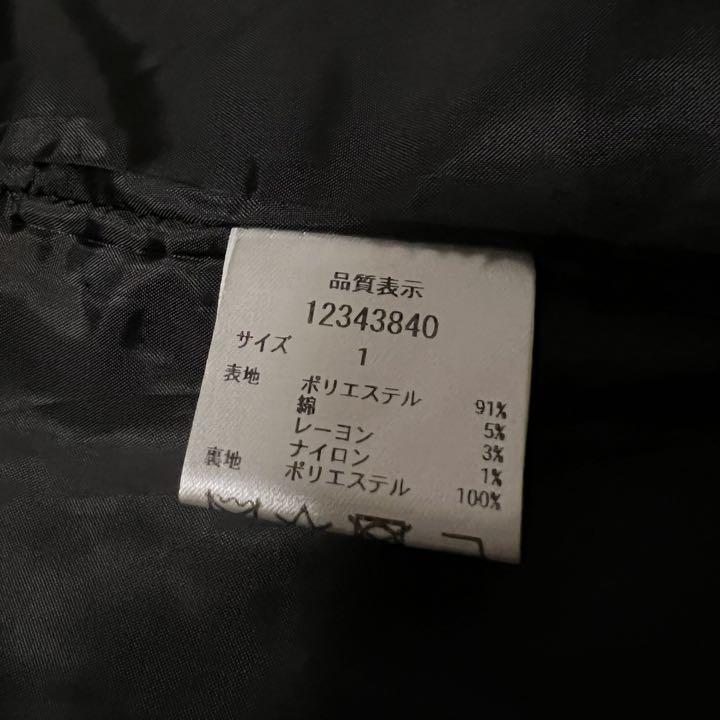 品質表示
12343840
サイズ 1
表地 ポリエステル 91%
綿 5%
レーヨン 3%
ナイロン 1%
裏地 ポリエステル 100%